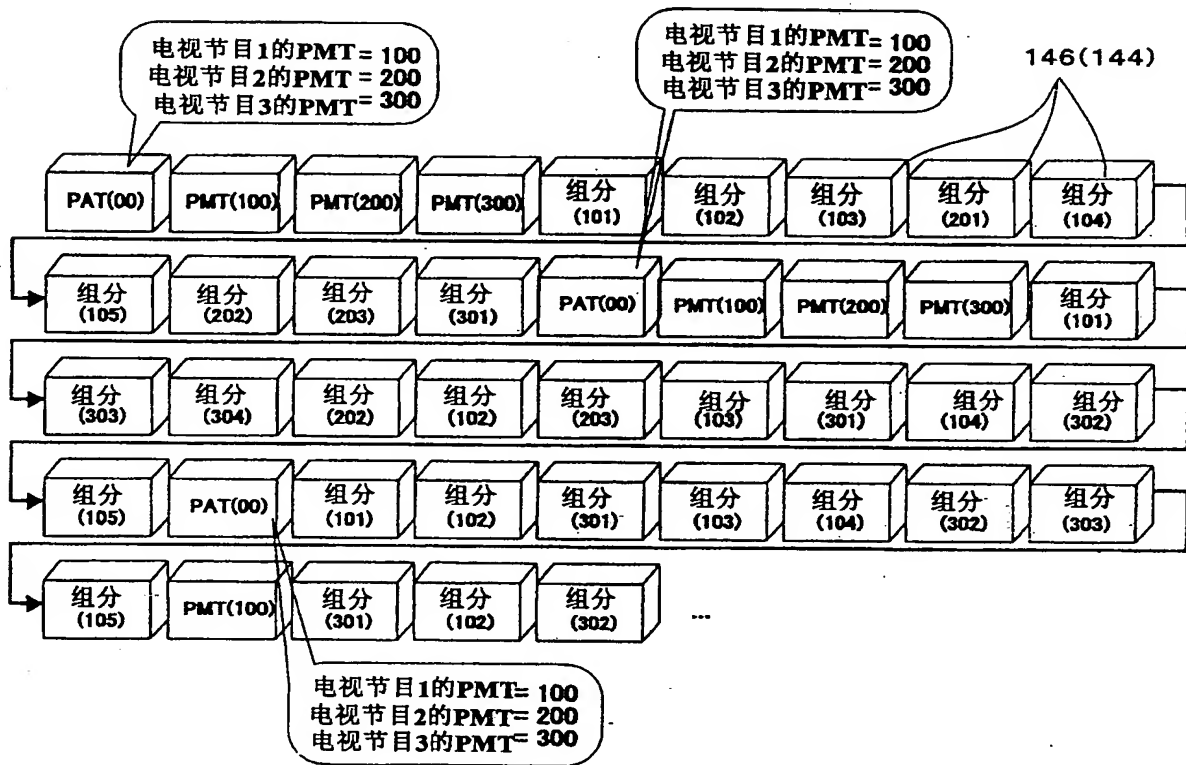 电视节目1的PMT= 100
电视节目2的PMT = 200
电视节目3的PMT= 300
电视节目1的PMT= 100
电视节目2的PMT= 200
电视节目3的PMT= 300
146(144)
PAT(00) PMT(100) PMT(200) PMT(300) 组分 (101) 组分 (102) 组分 (103) 组分 (201) 组分 (104)
组分 (105) 组分 (202) 组分 (203) 组分 (301) PAT(00) PMT(100) PMT(200) PMT(300) 组分 (101)
组分 (303) 组分 (304) 组分 (202) 组分 (102) 组分 (203) 组分 (103) 组分 (301) 组分 (104) 组分 (302)
组分 (105) PAT(00) 组分 (101) 组分 (102) 组分 (301) 组分 (103) 组分 (104) 组分 (302) 组分 (303)
组分 (105) PMT(100) 组分 (301) 组分 (102) 组分 (302) ...
电视节目1的PMT= 100
电视节目2的PMT= 200
电视节目3的PMT= 300